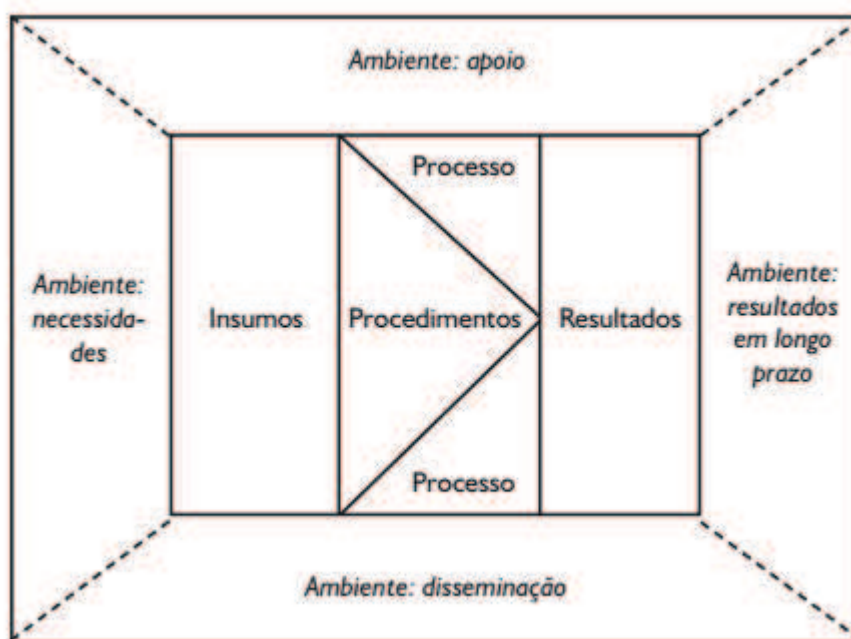 Ambiente: apoio
Processo
Ambiente:
necessida-
des
Insumos
Procedimentos
Resultados
Ambiente:
resultados
em longo
prazo
Processo
Ambiente: disseminação